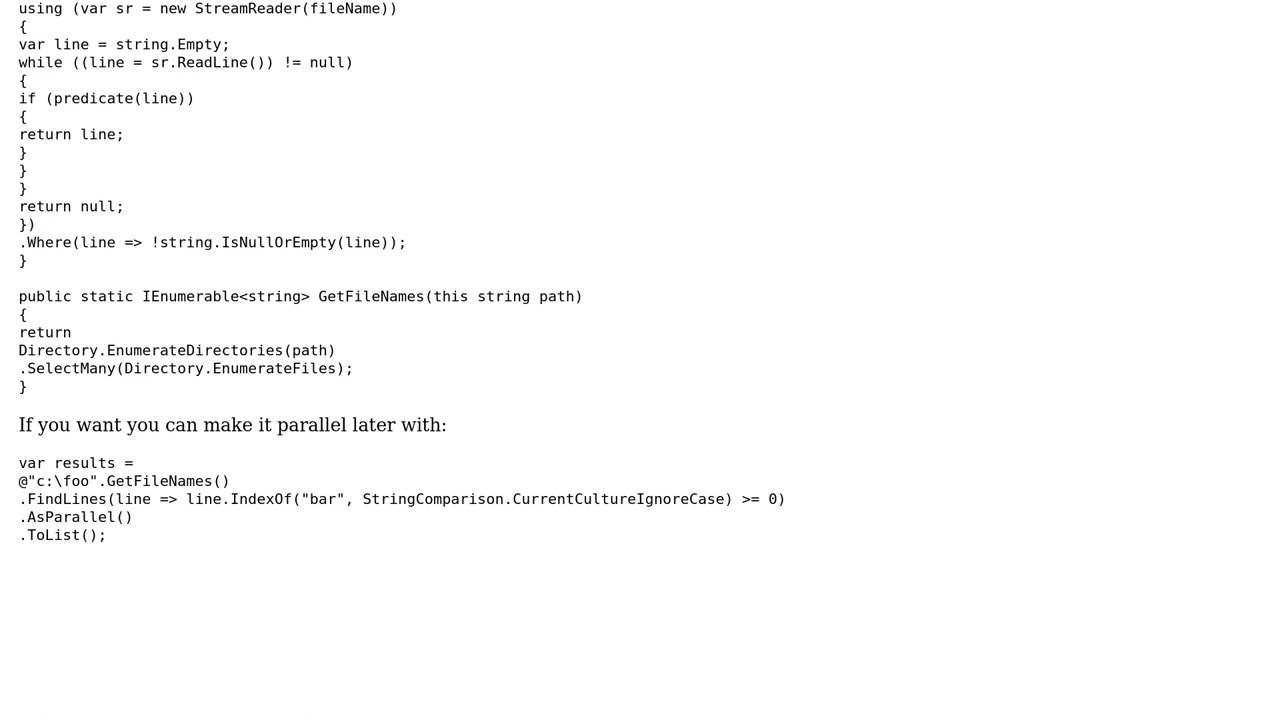 using (var sr = new StreamReader(fileName))
{
var line = string.Empty;
while ((line = sr.ReadLine()) != null)
{
if (predicate(line))
{
return line;
}
}
}
return null;
})
.Where(line => !string.IsNullOrEmpty(line));
}

public static IEnumerable<string> GetFileNames(this string path)
{
return
Directory.EnumerateDirectories(path)
.SelectMany(Directory.EnumerateFiles);
}

If you want you can make it parallel later with:

var results =
@"c:\foo".GetFileNames()
.FindLines(line => line.IndexOf("bar", StringComparison.CurrentCultureIgnoreCase) >= 0)
.AsParallel()
.ToList();